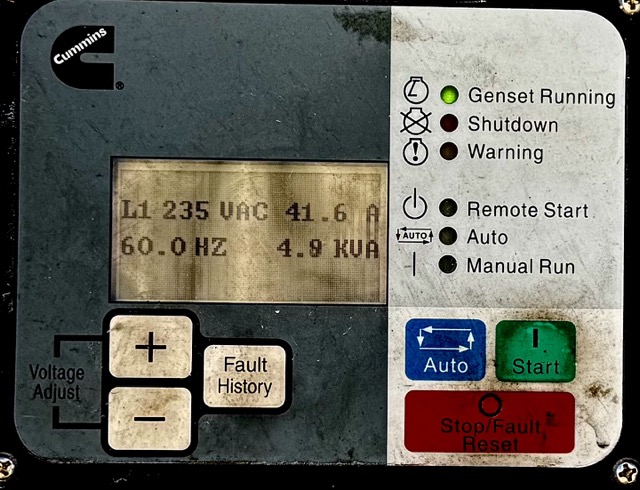 Cummins
Genset Running
Shutdown
Warning
L1 235 VAC 41.6 A
60.0 HZ 4.9 KVA
Remote Start
AUTO Auto
Manual Run
+
Voltage
Adjust
-
Fault
History
Auto
Start
Stop/Fault
Reset